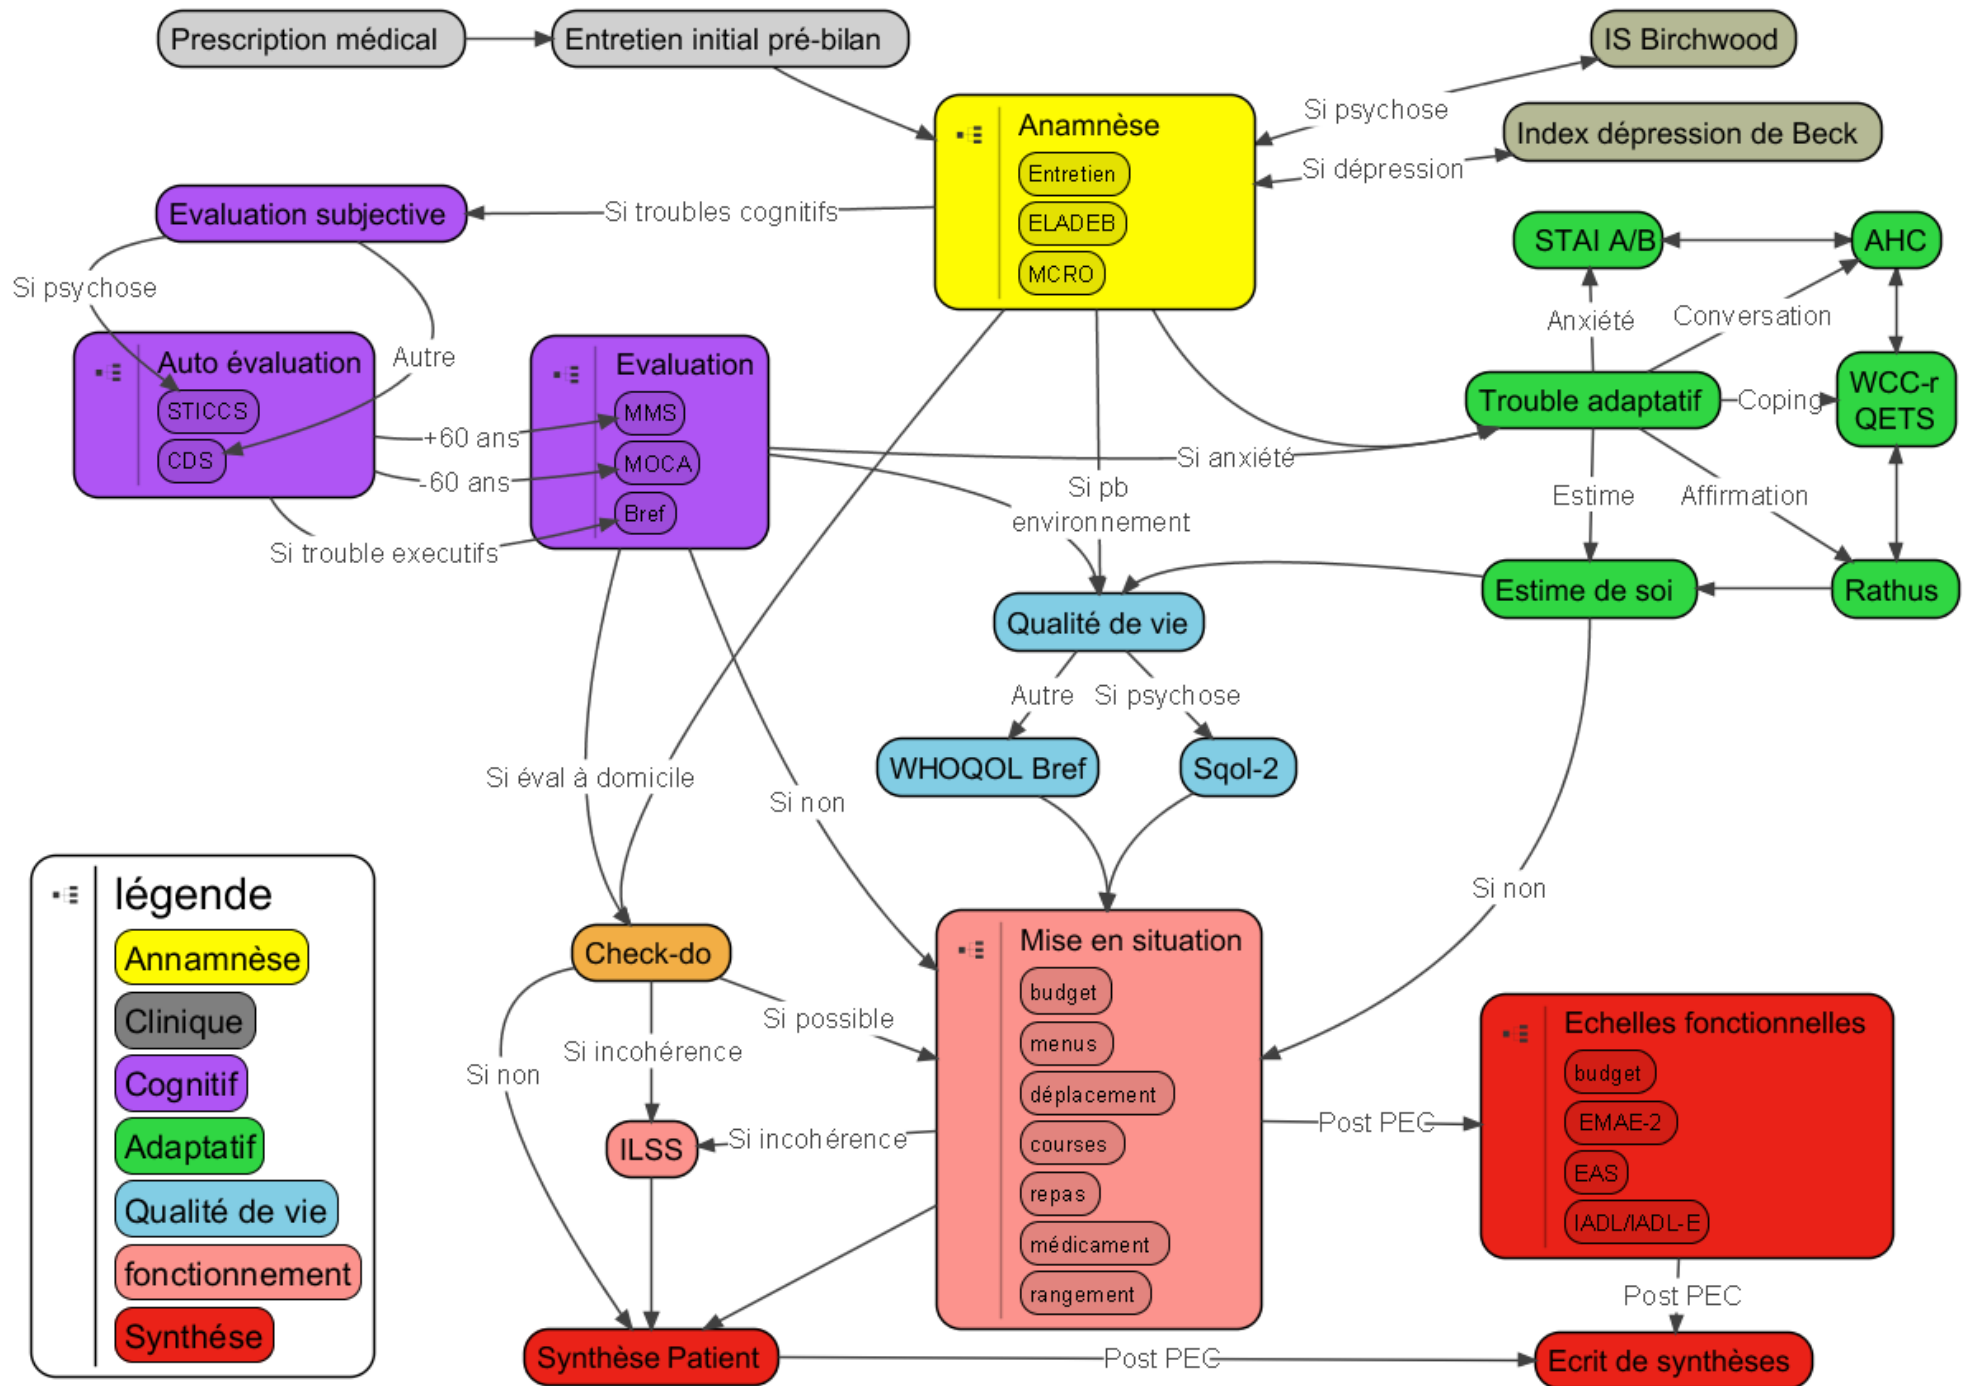 Prescription médical
Entretien initial pré-bilan
IS Birchwood
Si psychose
Index dépression de Beck
Si dépression
Anamnèse
Entretien
ELADEB
MCRO
Evaluation subjective
Si troubles cognitifs
STAI A/B
AHC
Si psychose
Anxiété
Conversation
Auto évaluation
STICCS
CDS
Autre
Evaluation
MMS
MOCA
Bref
+60 ans
-60 ans
Si trouble executifs
Trouble adaptatif
Coping
WCC-r
QETS
Si anxiété
Si pb
environnement
Estime
Affirmation
Estime de soi
Rathus
Qualité de vie
Autre
Si psychose
WHOQOL Bref
Sqol-2
Si éval à domicile
Si non
Si non
légende
Annamnèse
Clinique
Cognitif
Adaptatif
Qualité de vie
fonctionnement
Synthése
Check-do
Si possible
Si incohérence
Si non
ILSS
Si incohérence
Mise en situation
budget
menus
déplacement
courses
repas
médicament
rangement
Post PEC
Echelles fonctionnelles
budget
EMAE-2
EAS
IADL/IADL-E
Post PEC
Synthèse Patient
Post PEC
Ecrit de synthèses